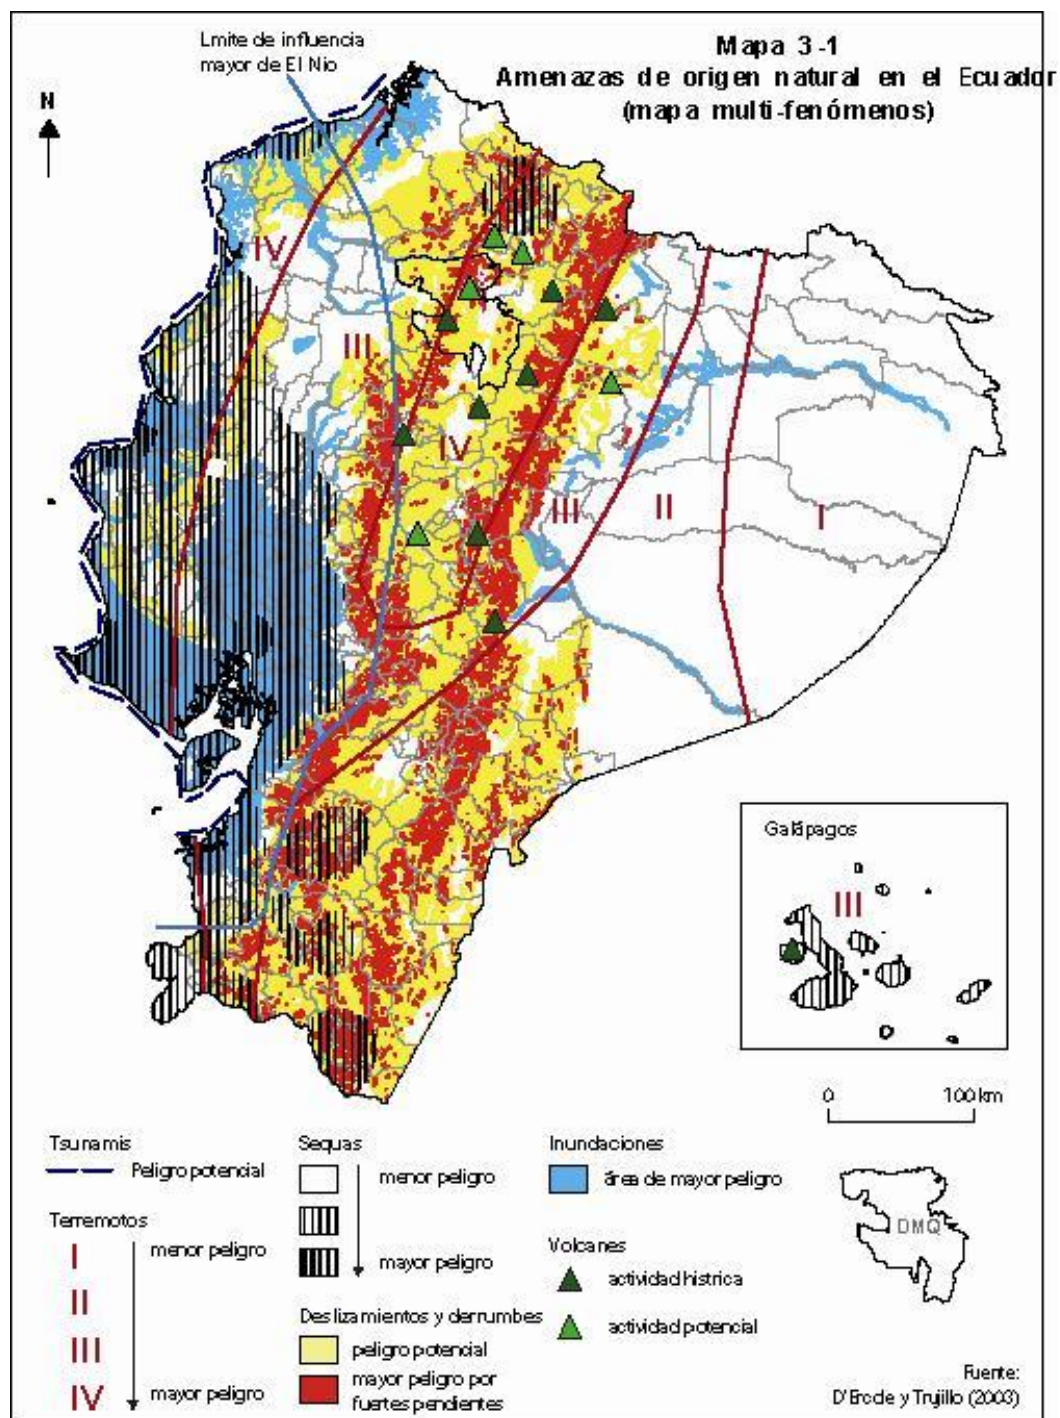 Lmite de influencia
mayor de El Nio
Mapa 3-1
Amenazas de origen natural en el Ecuador
(mapa multi-fenómenos)
N
IV
III
IV
III
II
I
Galápagos
III
0 100 km
Tsunamis
Peligro potencial
Terremotos
I menor peligro
II
III
IV mayor peligro
Sequas
menor peligro
mayor peligro
Deslizamientos y derrumbes
peligro potencial
mayor peligro por
fuertes pendientes
Inundaciones
área de mayor peligro
Volcanes
actividad histrica
actividad potencial
DMQ
Fuente:
D'Ercole y Trujillo (2003)